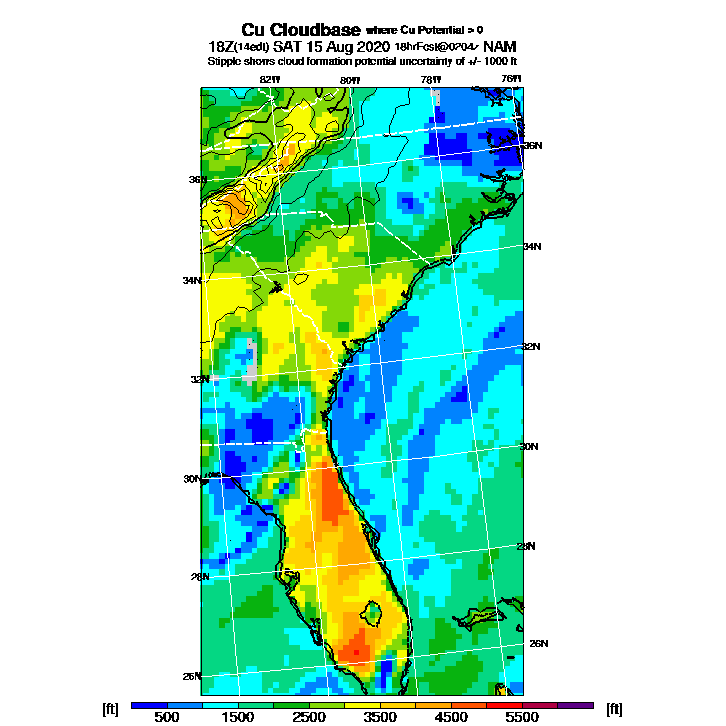 Cu Cloudbase where Cu Potential > 0
18Z(14edt) SAT 15 Aug 2020 18hrFcst@0204z NAM
Stipple shows cloud formation potential uncertainty of +/- 1000 ft
82W 80W 78W 76W
36N
36N
34N
34N
32N
32N
30N
30N
28N
28N
26N
26N
[ft] [ft]
500 1500 2500 3500 4500 5500